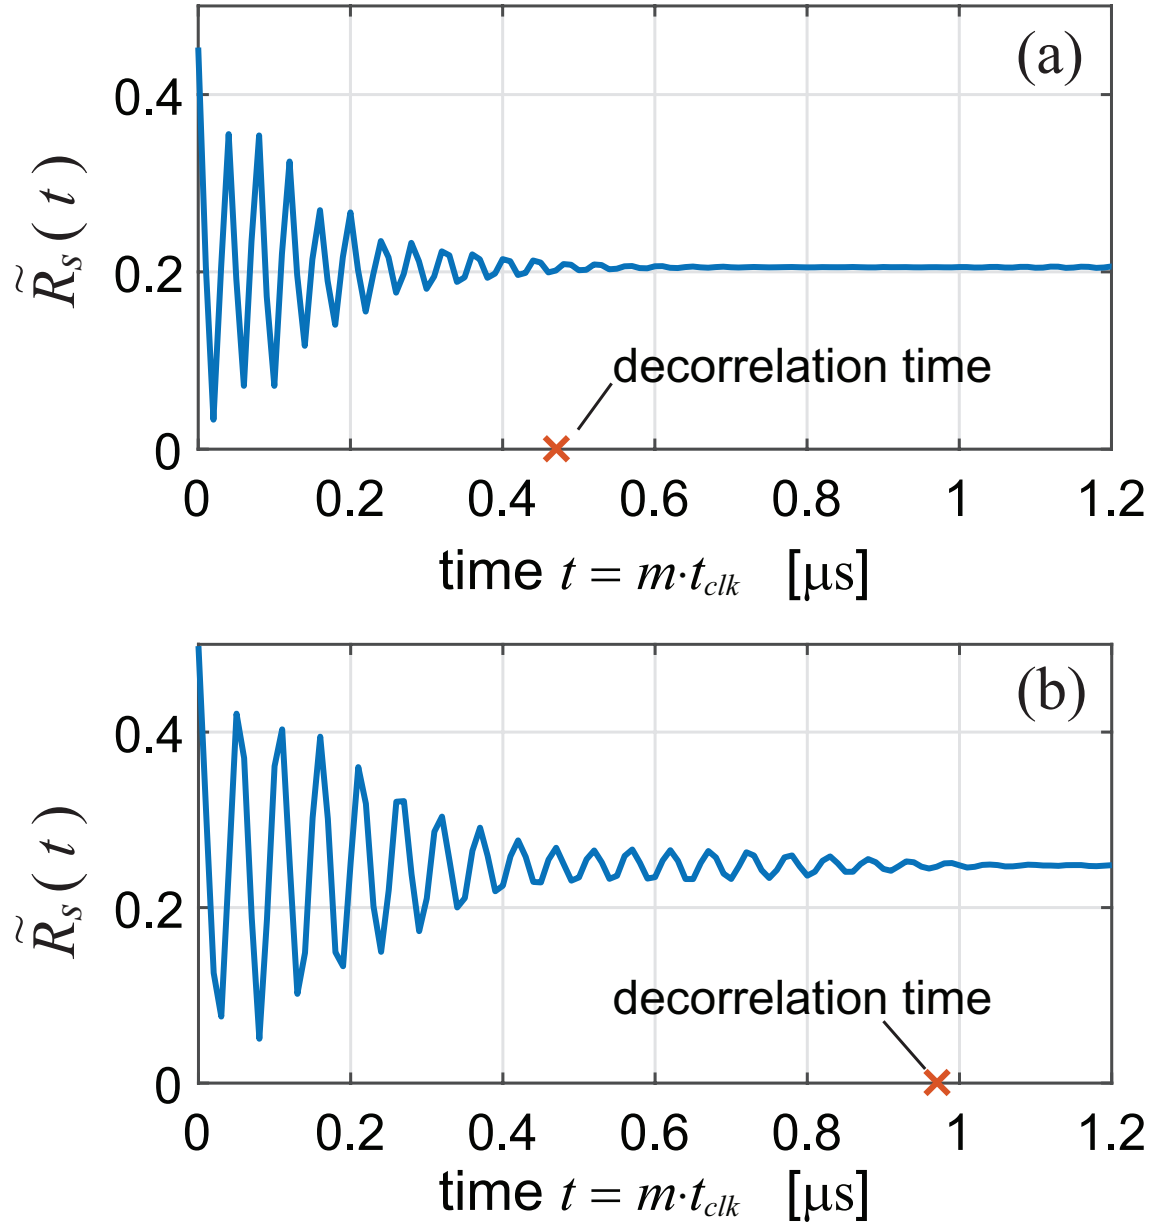 (a)
0.4
0.2
0
R̃s ( t )
decorrelation time
0 0.2 0.4 0.6 0.8 1 1.2
time t = m·tclk [μs]
(b)
0.4
0.2
0
R̃s ( t )
decorrelation time
0 0.2 0.4 0.6 0.8 1 1.2
time t = m·tclk [μs]